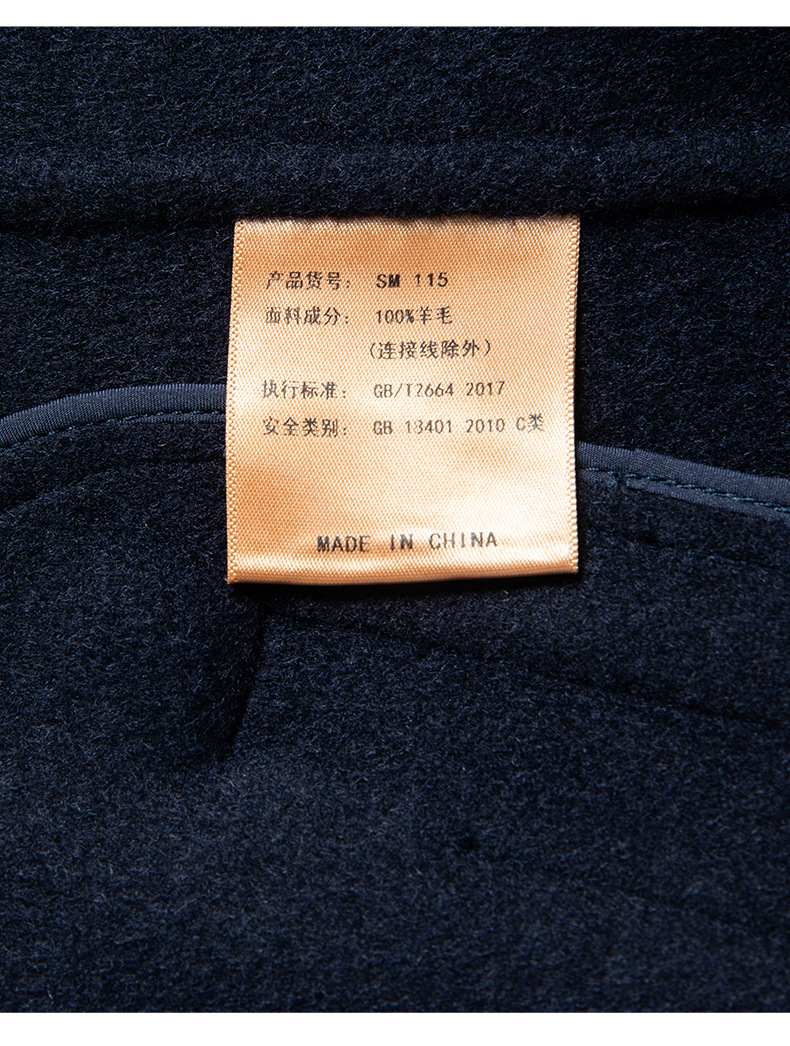 产品货号： SM 115
面料成分： 100%羊毛
（连接线除外）
执行标准： GB/T2664 2017
安全类别： GB 18401 2010 C类
MADE IN CHINA